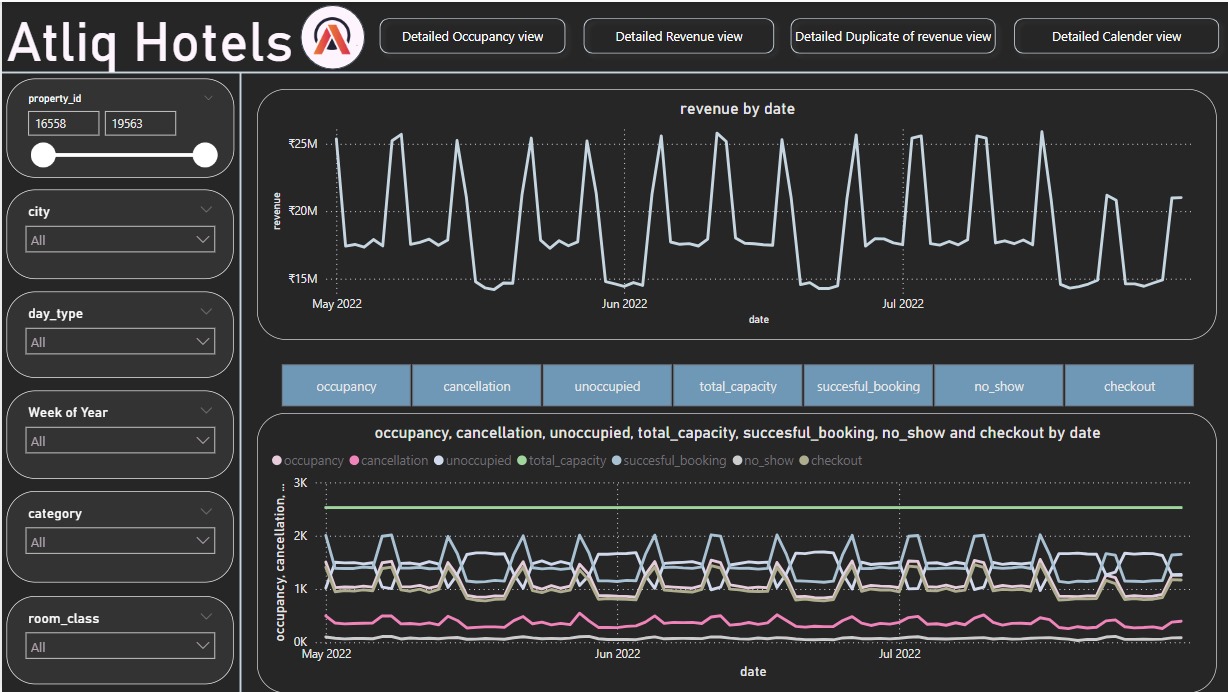 Atliq Hotels
Detailed Occupancy view
Detailed Revenue view
Detailed Duplicate of revenue view
Detailed Calender view
property_id
16558
19563
city
All
day_type
All
Week of Year
All
category
All
room_class
All
revenue by date
revenue
₹25M
₹20M
₹15M
May 2022
Jun 2022
Jul 2022
date
occupancy
cancellation
unoccupied
total_capacity
succesful_booking
no_show
checkout
occupancy, cancellation, unoccupied, total_capacity, succesful_booking, no_show and checkout by date
occupancy cancellation unoccupied total_capacity succesful_booking no_show checkout
occupancy, cancellation, ...
3K
2K
1K
0K
May 2022
Jun 2022
Jul 2022
date